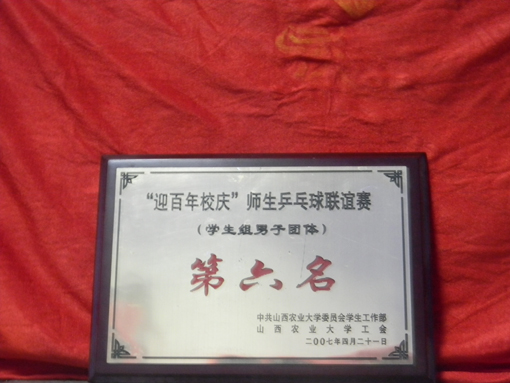 “迎百年校庆”师生乒乓球联谊赛
(学生组男子团体)
第六名
中共山西农业大学委员会学生工作部
山西农业大学工会
二00七年四月二十一日